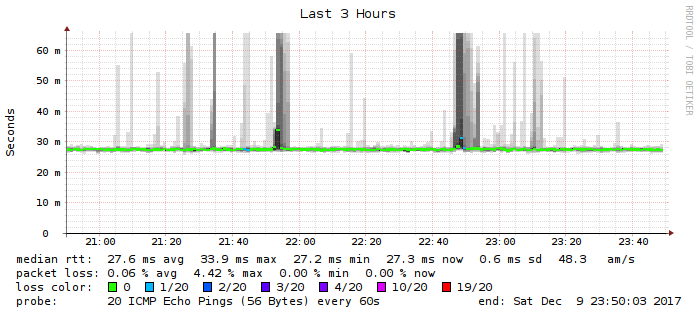 Last 3 Hours
RRDTOOL / TOBI OETIKER
Seconds
60 m
50 m
40 m
30 m
20 m
10 m
0
21:00 21:20 21:40 22:00 22:20 22:40 23:00 23:20 23:40
median rtt: 27.6 ms avg 33.9 ms max 27.2 ms min 27.3 ms now 0.6 ms sd 48.3 am/s
packet loss: 0.06 % avg 4.42 % max 0.00 % min 0.00 % now
loss color: 0 1/20 2/20 3/20 4/20 10/20 19/20
probe: 20 ICMP Echo Pings (56 Bytes) every 60s end: Sat Dec 9 23:50:03 2017